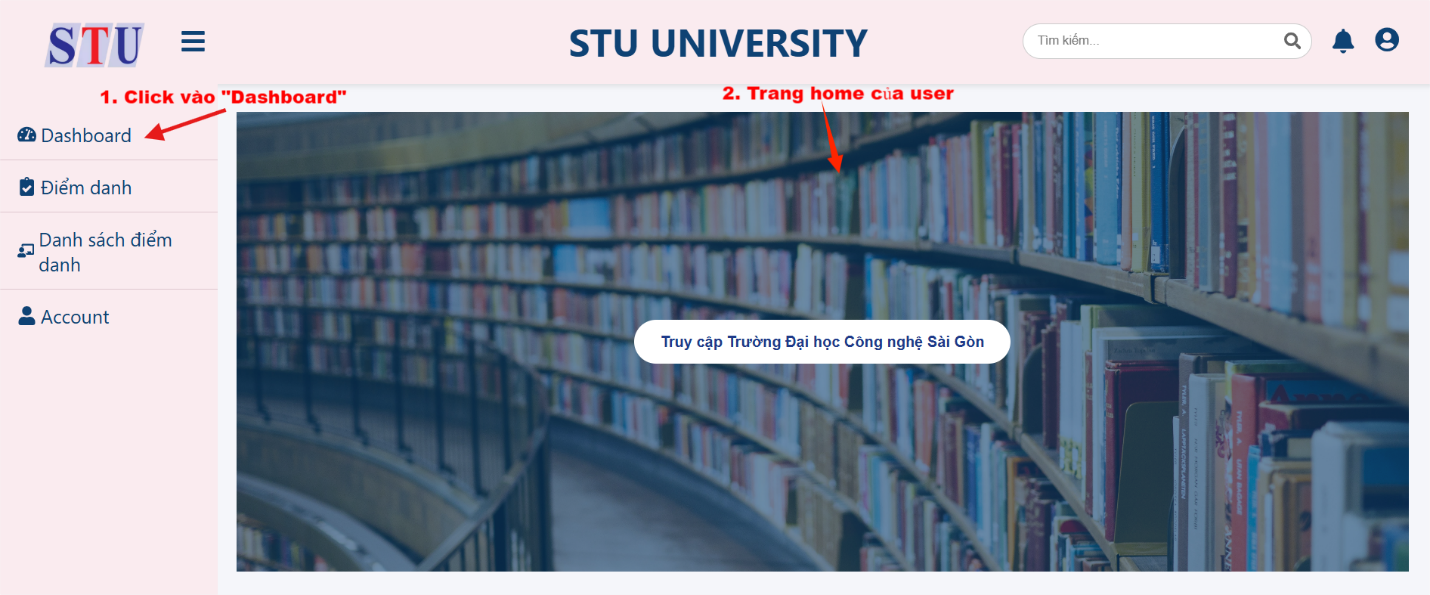 STU
STU UNIVERSITY
Tìm kiếm...
1. Click vào "Dashboard"
2. Trang home của user
Dashboard
Điểm danh
Danh sách điểm
danh
Account
Truy cập Trường Đại học Công nghệ Sài Gòn